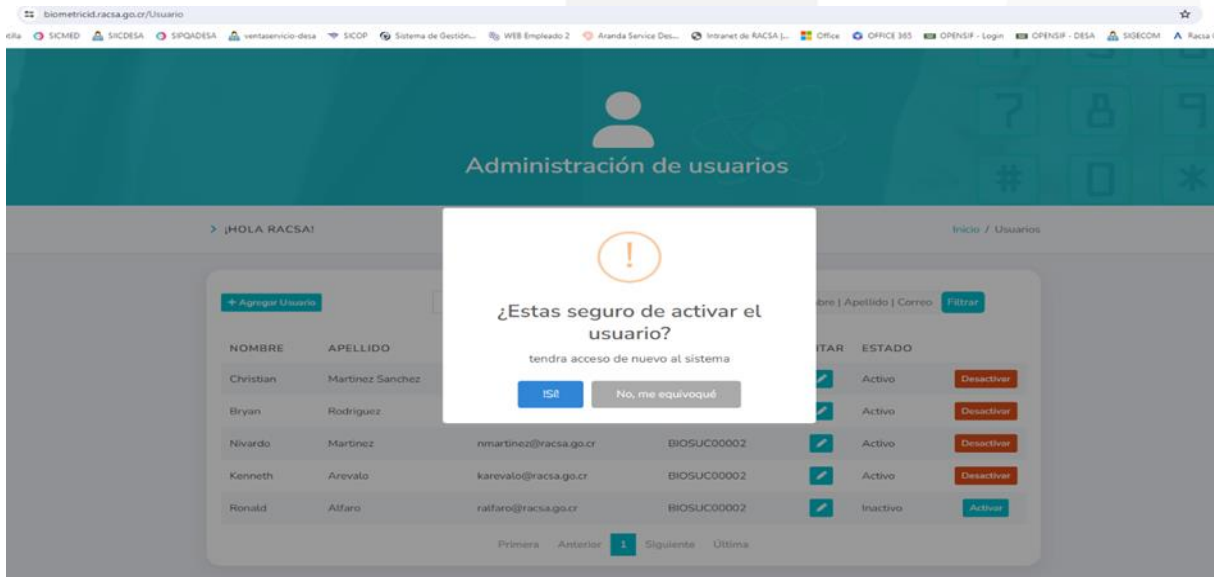 biometricid.racsa.go.cr/Usuario
SICMED SICDESA SIPQADESA ventaservicio-desa SICOP Sistema de Gestión... WEB Empleado 2 Aranda Service Des... Intranet de RACSA |... Office OFFICE 365 OPENSIF - Login OPENSIF - DESA SIGECOM Racsa
7 8 9
# 0 *
Administración de usuarios
¡HOLA RACSA!
Inicio / Usuarios
!
¿Estas seguro de activar el
usuario?
tendra acceso de nuevo al sistema
!Si! No, me equivoqué
+ Agregar Usuario | Apellido | Correo Filtrar
NOMBRE APELLIDO ESTADO
Christian Martinez Sanchez Activo Desactivar
Bryan Rodriguez Activo Desactivar
Nivardo Martinez nmartinez@racsa.go.cr BIOSUC00002 Activo Desactivar
Kenneth Arevalo karevalo@racsa.go.cr BIOSUC00002 Activo Desactivar
Ronald Alfaro ralfaro@racsa.go.cr BIOSUC00002 Inactivo Activar
Primera Anterior 1 Siguiente Última